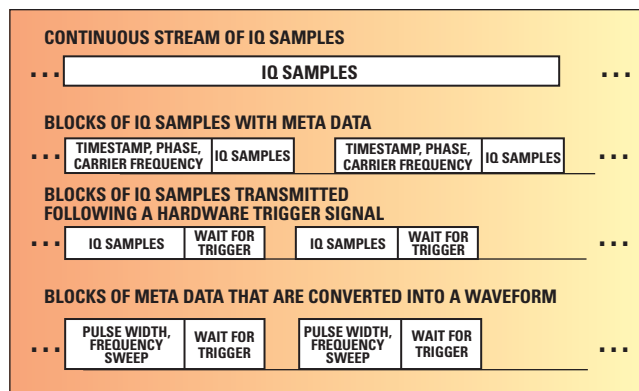 CONTINUOUS STREAM OF IQ SAMPLES
... IQ SAMPLES ...
BLOCKS OF IQ SAMPLES WITH META DATA
... TIMESTAMP, PHASE, CARRIER FREQUENCY IQ SAMPLES TIMESTAMP, PHASE, CARRIER FREQUENCY IQ SAMPLES ...
BLOCKS OF IQ SAMPLES TRANSMITTED
FOLLOWING A HARDWARE TRIGGER SIGNAL
... IQ SAMPLES WAIT FOR TRIGGER IQ SAMPLES WAIT FOR TRIGGER ...
BLOCKS OF META DATA THAT ARE CONVERTED INTO A WAVEFORM
... PULSE WIDTH, FREQUENCY SWEEP WAIT FOR TRIGGER PULSE WIDTH, FREQUENCY SWEEP WAIT FOR TRIGGER ...